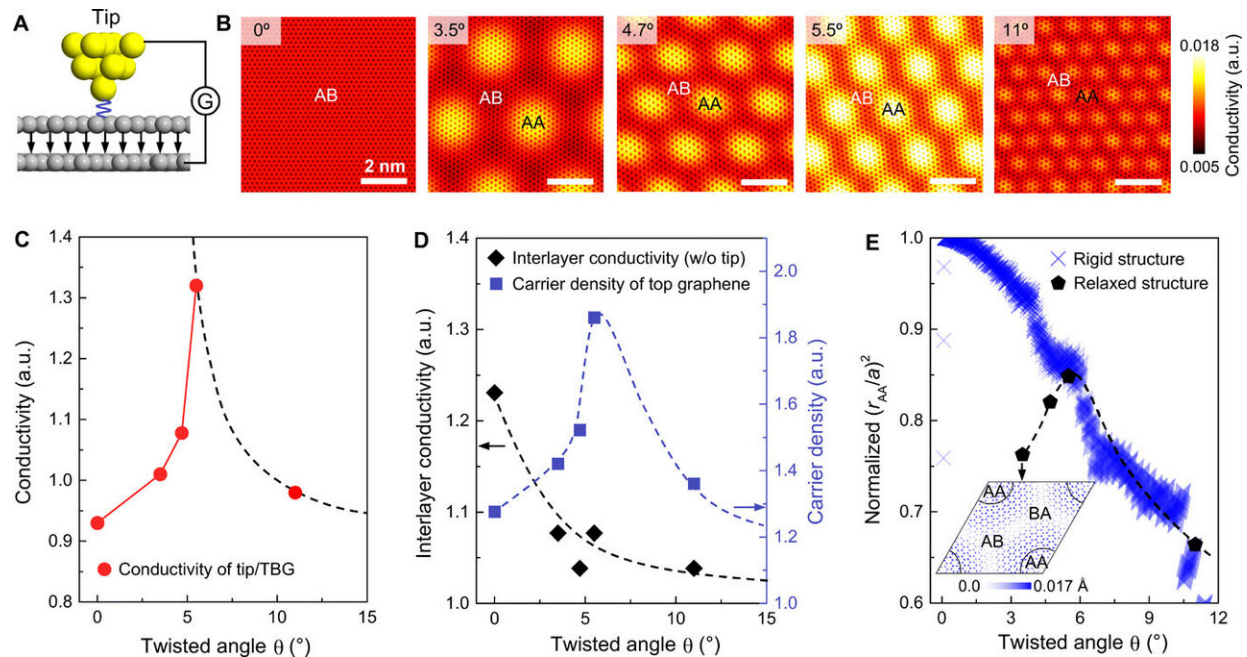 A
Tip
G
B
0º
AB
2 nm
3.5º
AB
AA
4.7º
AB
AA
5.5º
AB
AA
11º
AB
AA
0.018
0.005
Conductivity (a.u.)
C
1.4
1.3
1.2
1.1
1.0
0.9
0.8
Conductivity (a.u.)
Conductivity of tip/TBG
0 5 10 15
Twisted angle θ (°)
D
1.4
1.3
1.2
1.1
1.0
Interlayer conductivity (a.u.)
Interlayer conductivity (w/o tip)
Carrier density of top graphene
2.0
1.8
1.6
1.4
1.2
1.0
Carrier density (a.u.)
0 5 10 15
Twisted angle θ (°)
E
1.0
0.9
0.8
0.7
0.6
Normalized (r_AA/a)²
Rigid structure
Relaxed structure
AA
BA
AB
AA
0.0 0.017 Å
0 3 6 9 12
Twisted angle θ (°)